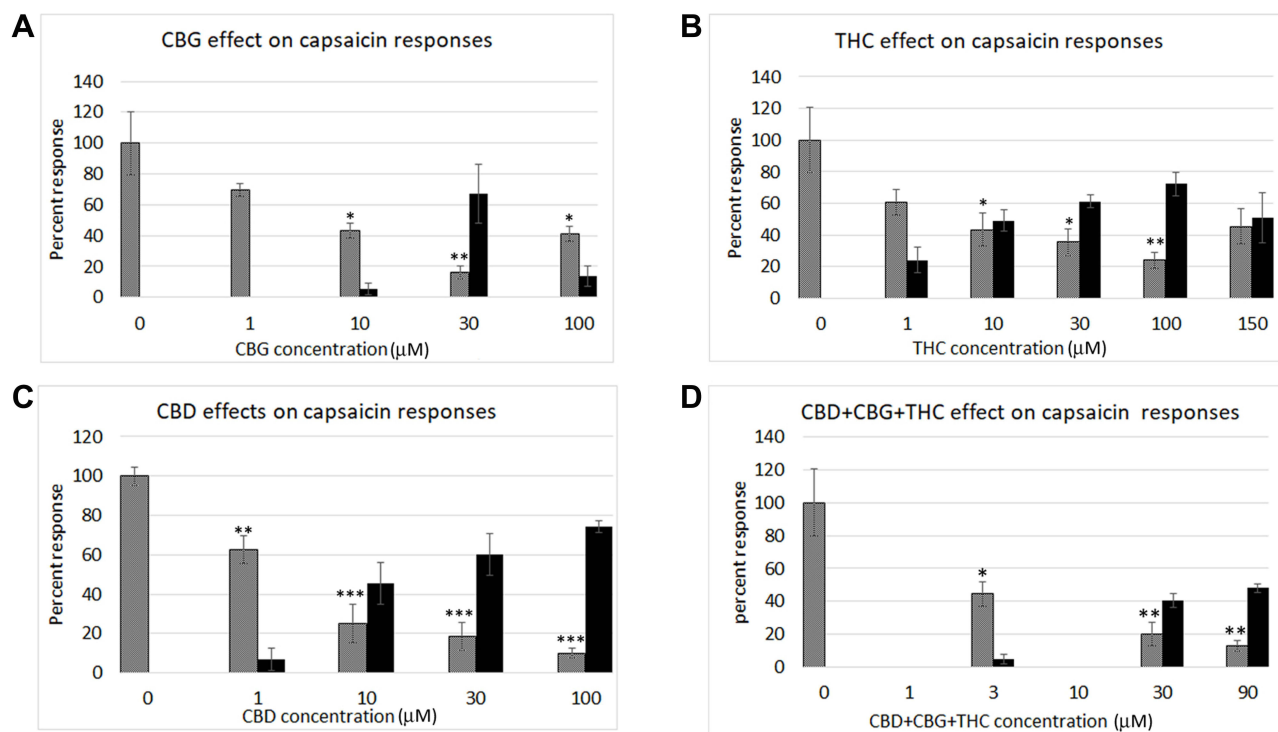 A
CBG effect on capsaicin responses
Percent response
140
120
100
80
60
40
20
0
*
**
*
0 1 10 30 100
CBG concentration (µM)
B
THC effect on capsaicin responses
Percent response
140
120
100
80
60
40
20
0
*
*
**
0 1 10 30 100 150
THC concentration (µM)
C
CBD effects on capsaicin responses
Percent response
120
100
80
60
40
20
0
**
***
***
***
0 1 10 30 100
CBD concentration (µM)
D
CBD+CBG+THC effect on capsaicin responses
percent response
140
120
100
80
60
40
20
0
*
**
**
0 1 3 10 30 90
CBD+CBG+THC concentration (µM)